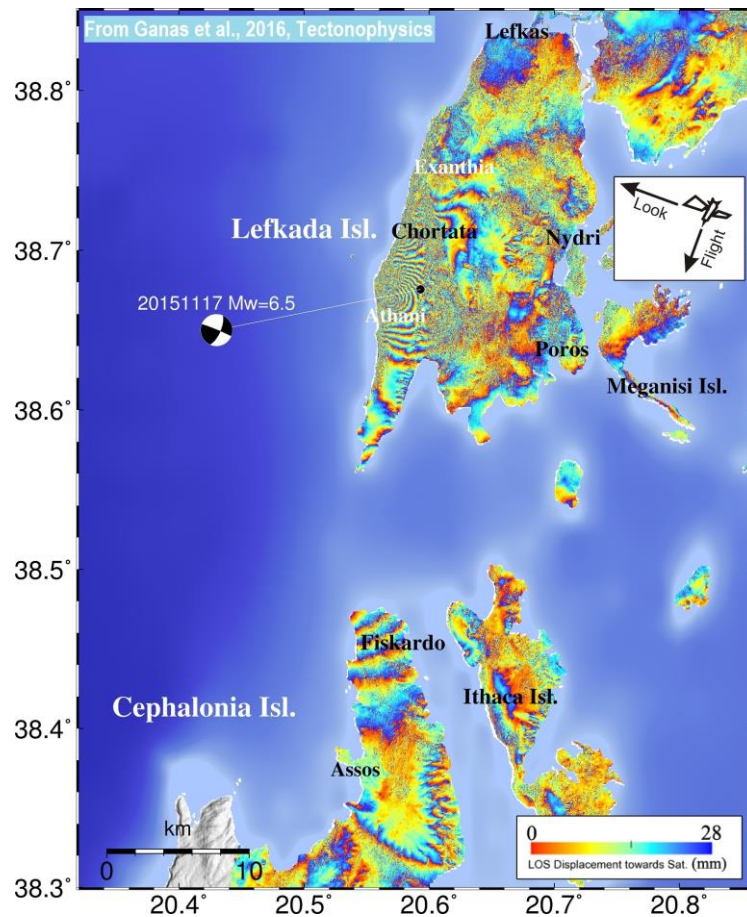 From Ganas et al., 2016, Tectonophysics
Lefkas
38.8°
Exanthia
Lefkada Isl.
Chortata
Nydri
Look
Flight
38.7°
20151117 Mw=6.5
Athani
Poros
Meganisi Isl.
38.6°
38.5°
Fiskardo
Ithaca Isl.
Cephalonia Isl.
38.4°
Assos
km
0 10
0 28
LOS Displacement towards Sat. (mm)
38.3°
20.4° 20.5° 20.6° 20.7° 20.8°